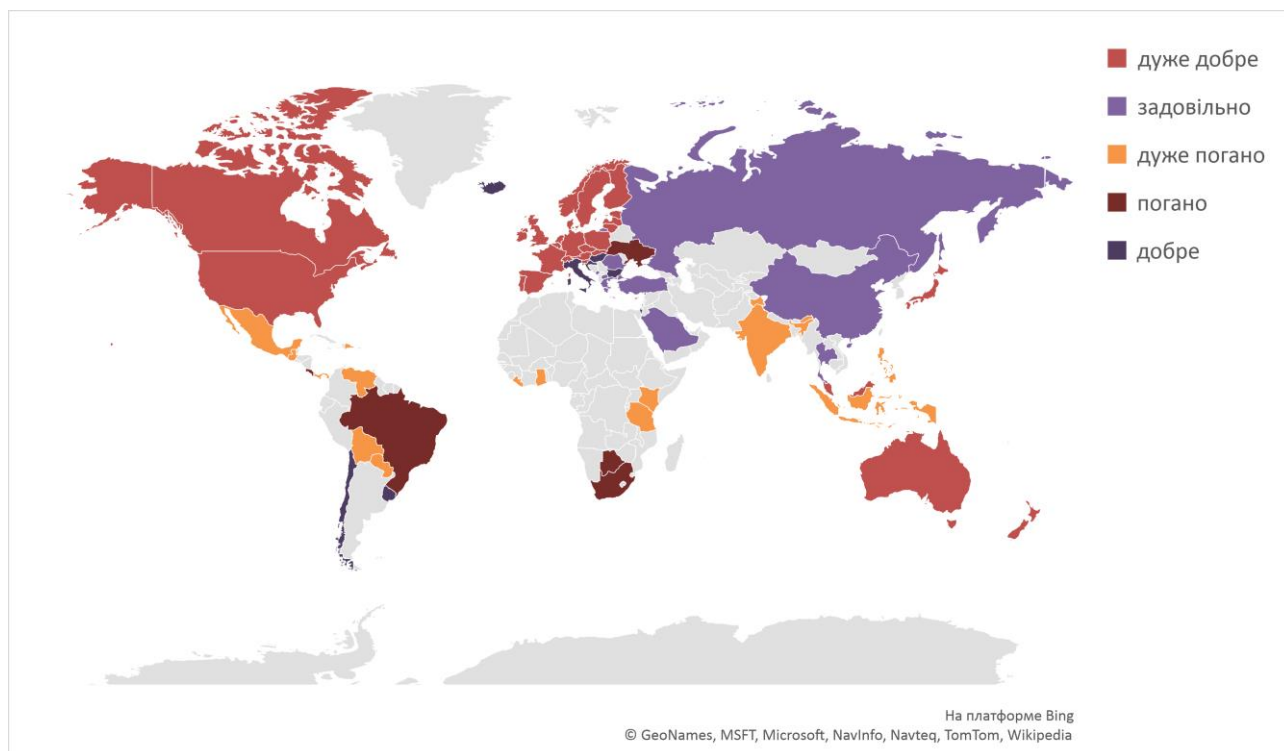 дуже добре
задовільно
дуже погано
погано
добре
На платформе Bing
© GeoNames, MSFT, Microsoft, NavInfo, Navteq, TomTom, Wikipedia